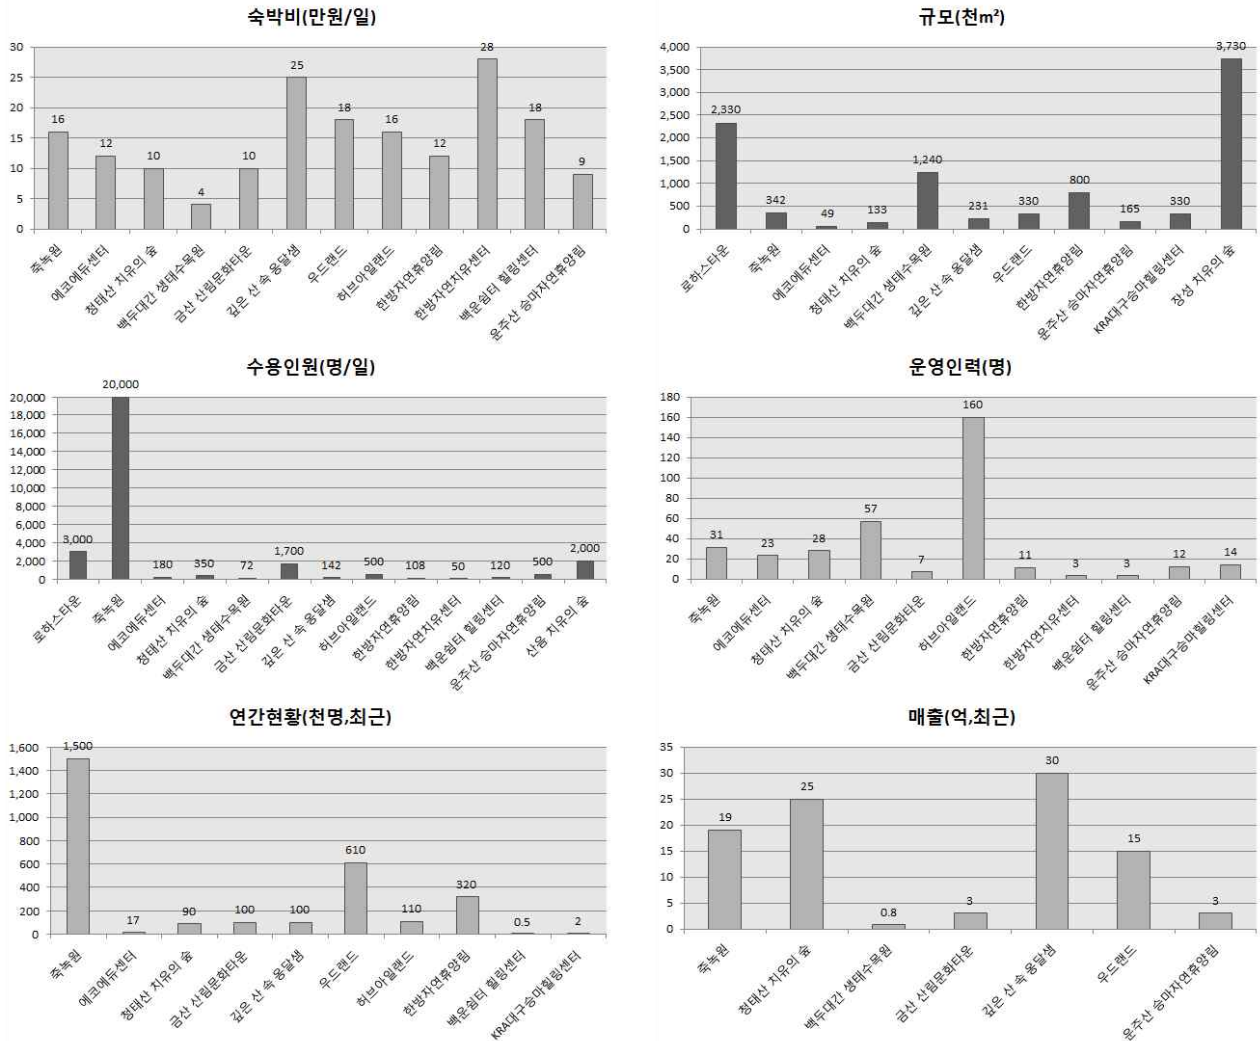 숙박비(만원/일)
30
25
20
15
10
5
0
16
12
10
4
10
25
18
16
12
28
18
9
죽녹원
에코에듀센터
청태산 치유의 숲
백두대간 생태수목원
금산 산림문화타운
깊은 산 속 옹달샘
우드랜드
허브아일랜드
한방자연휴양림
한방자연치유센터
백운쉼터 힐링센터
운주산 승마자연휴양림
규모(천m²)
4,000
3,500
3,000
2,500
2,000
1,500
1,000
500
0
2,330
342
49
133
1,240
231
330
800
165
330
3,730
로하스타운
죽녹원
에코에듀센터
청태산 치유의 숲
백두대간 생태수목원
깊은 산 속 옹달샘
우드랜드
한방자연휴양림
운주산 승마자연휴양림
KRA대구승마힐링센터
장성 치유의 숲
수용인원(명/일)
20,000
18,000
16,000
14,000
12,000
10,000
8,000
6,000
4,000
2,000
0
3,000
20,000
180
350
72
1,700
142
500
108
50
120
500
2,000
로하스타운
죽녹원
에코에듀센터
청태산 치유의 숲
백두대간 생태수목원
금산 산림문화타운
깊은 산 속 옹달샘
허브아일랜드
한방자연휴양림
한방자연치유센터
백운쉼터 힐링센터
운주산 승마자연휴양림
산음 치유의 숲
운영인력(명)
180
160
140
120
100
80
60
40
20
0
31
23
28
57
7
160
11
3
3
12
14
죽녹원
에코에듀센터
청태산 치유의 숲
백두대간 생태수목원
금산 산림문화타운
허브아일랜드
한방자연휴양림
한방자연치유센터
백운쉼터 힐링센터
운주산 승마자연휴양림
KRA대구승마힐링센터
연간현황(천명,최근)
1,600
1,400
1,200
1,000
800
600
400
200
0
1,500
17
90
100
100
610
110
320
0.5
2
죽녹원
에코에듀센터
청태산 치유의 숲
금산 산림문화타운
깊은 산 속 옹달샘
우드랜드
허브아일랜드
한방자연휴양림
백운쉼터 힐링센터
KRA대구승마힐링센터
매출(억,최근)
35
30
25
20
15
10
5
0
19
25
0.8
3
30
15
3
죽녹원
청태산 치유의 숲
백두대간 생태수목원
금산 산림문화타운
깊은 산 속 옹달샘
우드랜드
운주산 승마자연휴양림